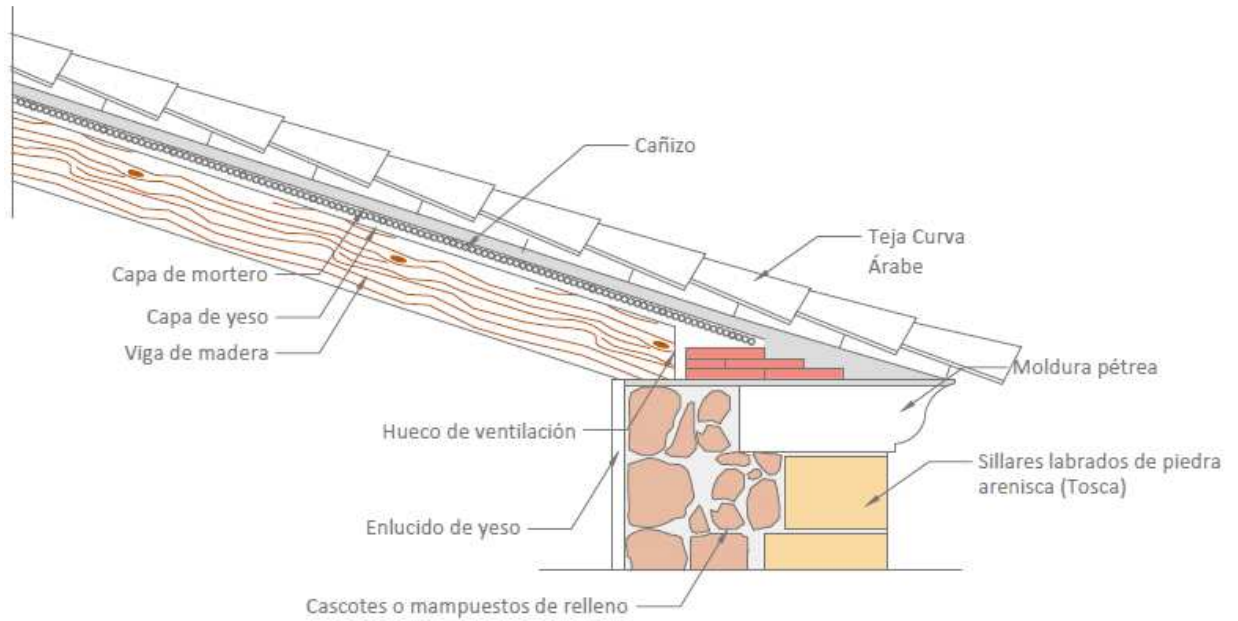 Cañizo
Teja Curva
Árabe
Capa de mortero
Capa de yeso
Viga de madera
Moldura pétrea
Hueco de ventilación
Sillares labrados de piedra
arenisca (Tosca)
Enlucido de yeso
Cascotes o mampuestos de relleno